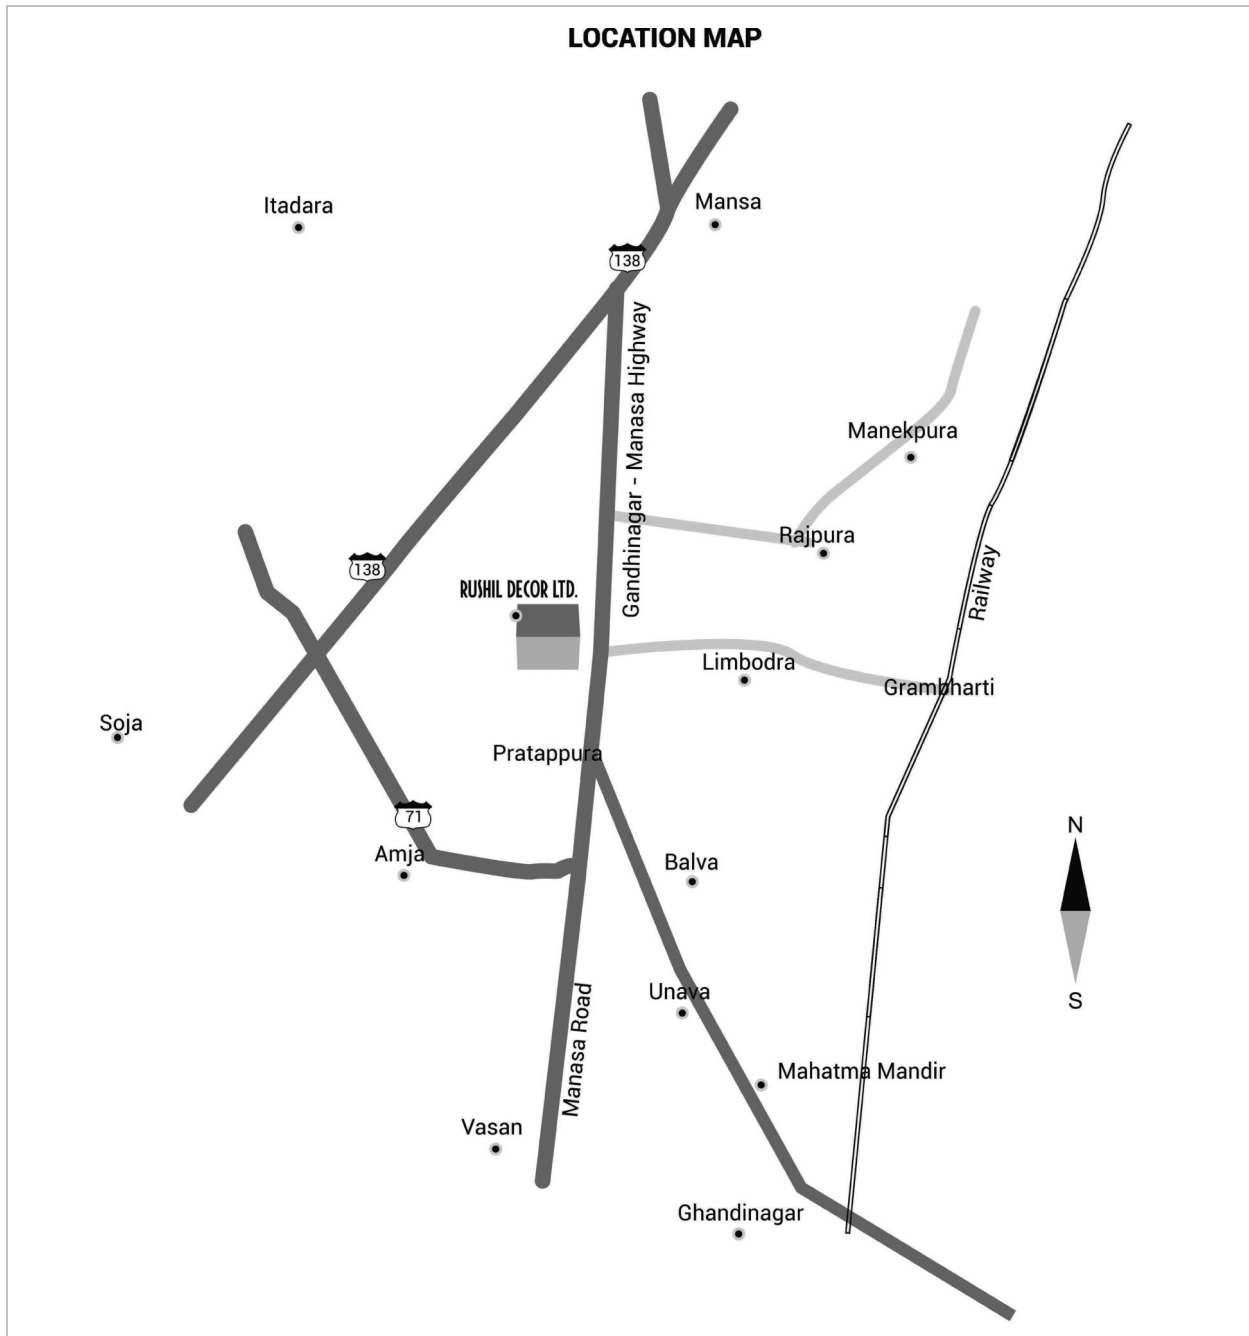 LOCATION MAP
Itadara
Mansa
138
Gandhinagar - Manasa Highway
Manekpura
Rajpura
138
RUSHIL DECOR LTD.
Railway
Limbodra
Grambharti
Soja
Pratappura
71
Amja
Balva
N
S
Unava
Manasa Road
Mahatma Mandir
Vasan
Ghandinagar